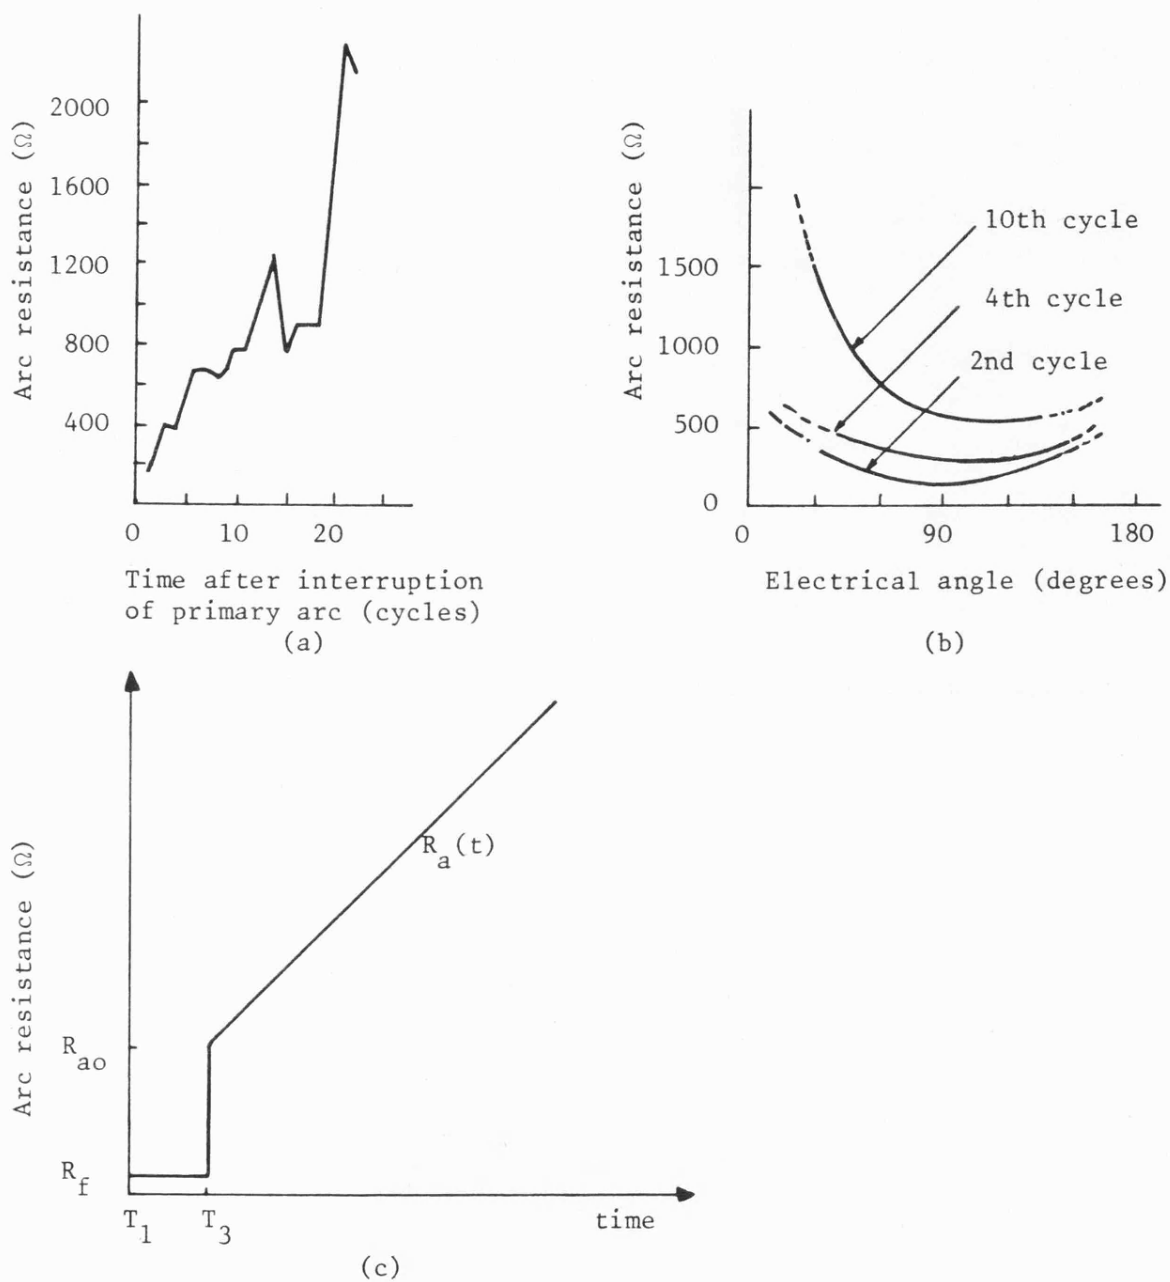 Arc resistance (Ω)
2000
1600
1200
800
400
0 10 20
Time after interruption
of primary arc (cycles)
(a)
Arc resistance (Ω)
1500
1000
500
0
10th cycle
4th cycle
2nd cycle
0 90 180
Electrical angle (degrees)
(b)
Arc resistance (Ω)
R_ao
R_f
R_a(t)
T_1 T_3 time
(c)